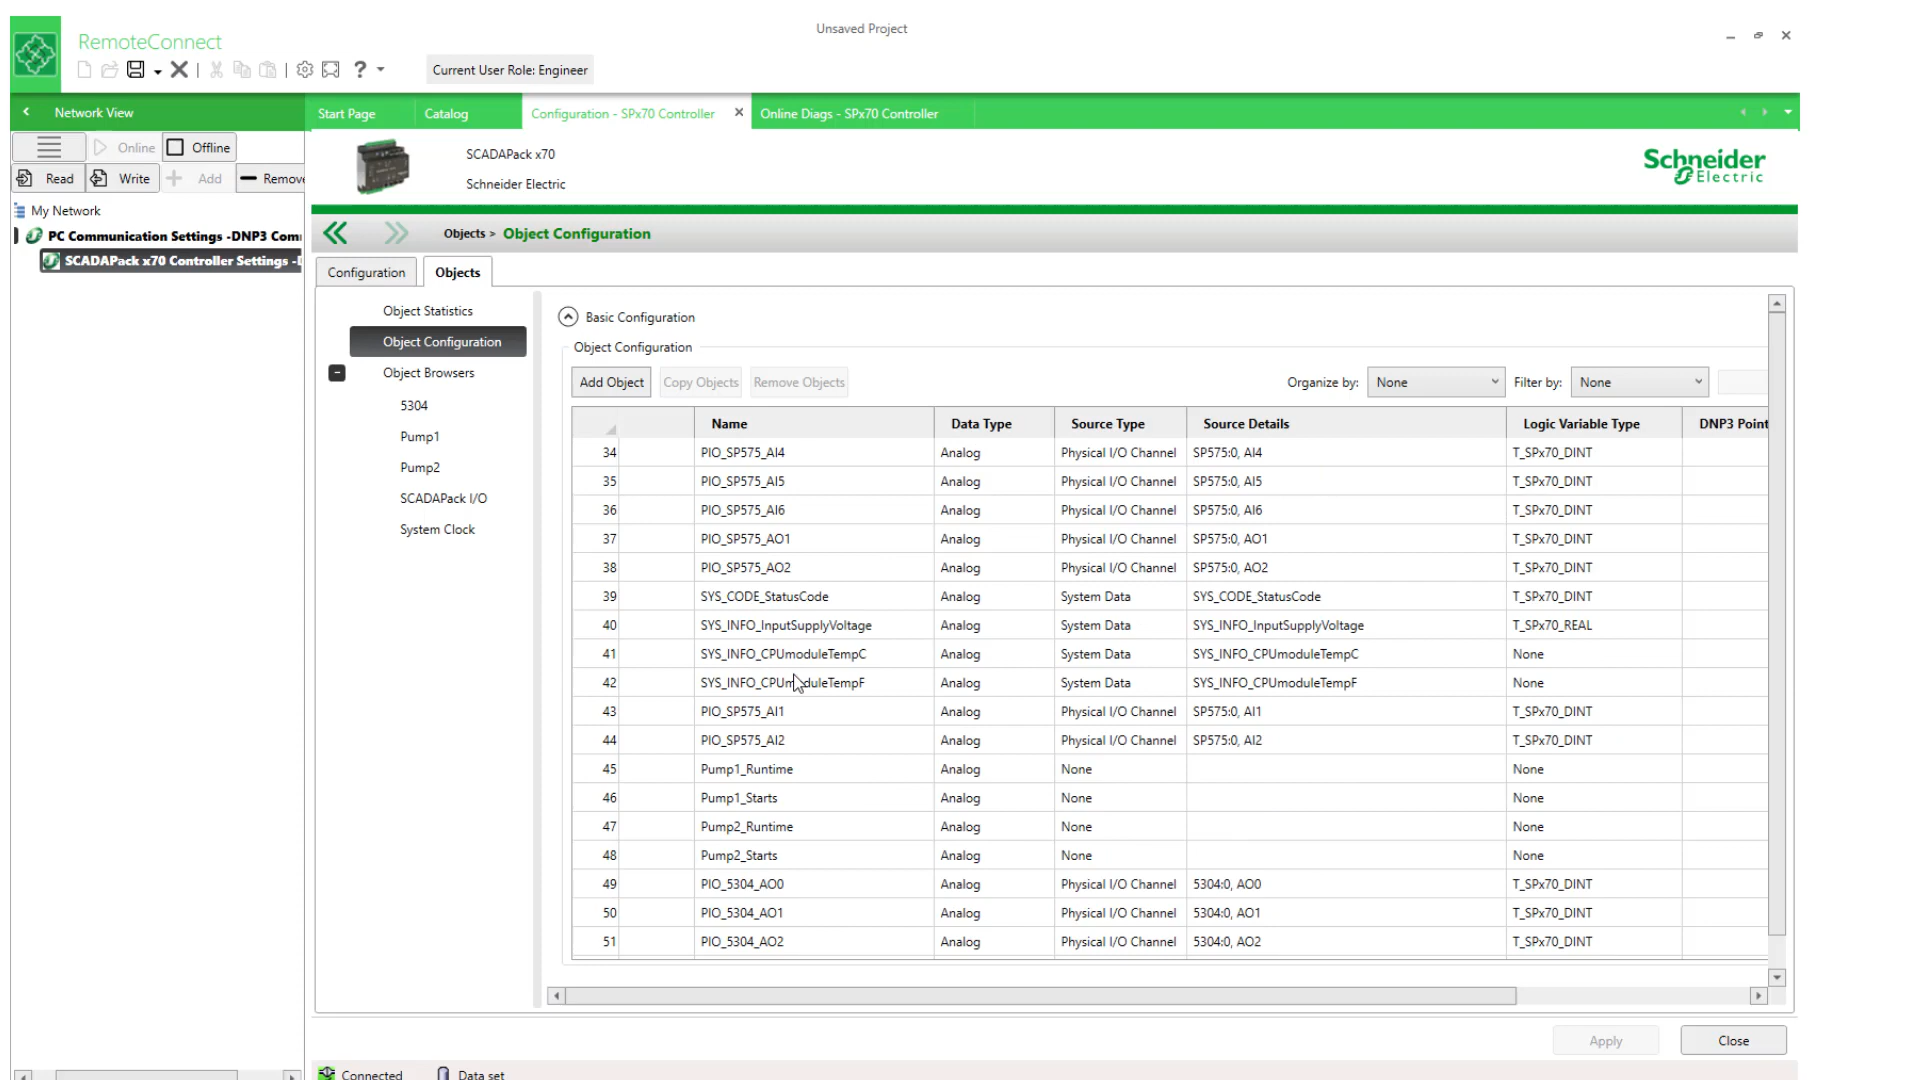 Unsaved Project
RemoteConnect
Current User Role: Engineer
Network View
Start Page
Catalog
Configuration - SPx70 Controller
Online Diags - SPx70 Controller
Online
Offline
Read
Write
Add
Remove
My Network
PC Communication Settings -DNP3 Com
SCADAPack x70 Controller Settings -
SCADAPack x70
Schneider Electric
Schneider
Electric
Objects > Object Configuration
Configuration
Objects
Object Statistics
Object Configuration
Object Browsers
5304
Pump1
Pump2
SCADAPack I/O
System Clock
Basic Configuration
Object Configuration
Add Object
Copy Objects
Remove Objects
Organize by: None
Filter by: None
Name Data Type Source Type Source Details Logic Variable Type DNP3 Point
34 PIO_SP575_AI4 Analog Physical I/O Channel SP575:0, AI4 T_SPx70_DINT
35 PIO_SP575_AI5 Analog Physical I/O Channel SP575:0, AI5 T_SPx70_DINT
36 PIO_SP575_AI6 Analog Physical I/O Channel SP575:0, AI6 T_SPx70_DINT
37 PIO_SP575_AO1 Analog Physical I/O Channel SP575:0, AO1 T_SPx70_DINT
38 PIO_SP575_AO2 Analog Physical I/O Channel SP575:0, AO2 T_SPx70_DINT
39 SYS_CODE_StatusCode Analog System Data SYS_CODE_StatusCode T_SPx70_DINT
40 SYS_INFO_InputSupplyVoltage Analog System Data SYS_INFO_InputSupplyVoltage T_SPx70_REAL
41 SYS_INFO_CPUmoduleTempC Analog System Data SYS_INFO_CPUmoduleTempC None
42 SYS_INFO_CPUmoduleTempF Analog System Data SYS_INFO_CPUmoduleTempF None
43 PIO_SP575_AI1 Analog Physical I/O Channel SP575:0, AI1 T_SPx70_DINT
44 PIO_SP575_AI2 Analog Physical I/O Channel SP575:0, AI2 T_SPx70_DINT
45 Pump1_Runtime Analog None None
46 Pump1_Starts Analog None None
47 Pump2_Runtime Analog None None
48 Pump2_Starts Analog None None
49 PIO_5304_AO0 Analog Physical I/O Channel 5304:0, AO0 T_SPx70_DINT
50 PIO_5304_AO1 Analog Physical I/O Channel 5304:0, AO1 T_SPx70_DINT
51 PIO_5304_AO2 Analog Physical I/O Channel 5304:0, AO2 T_SPx70_DINT
Apply
Close
Connected
Data set